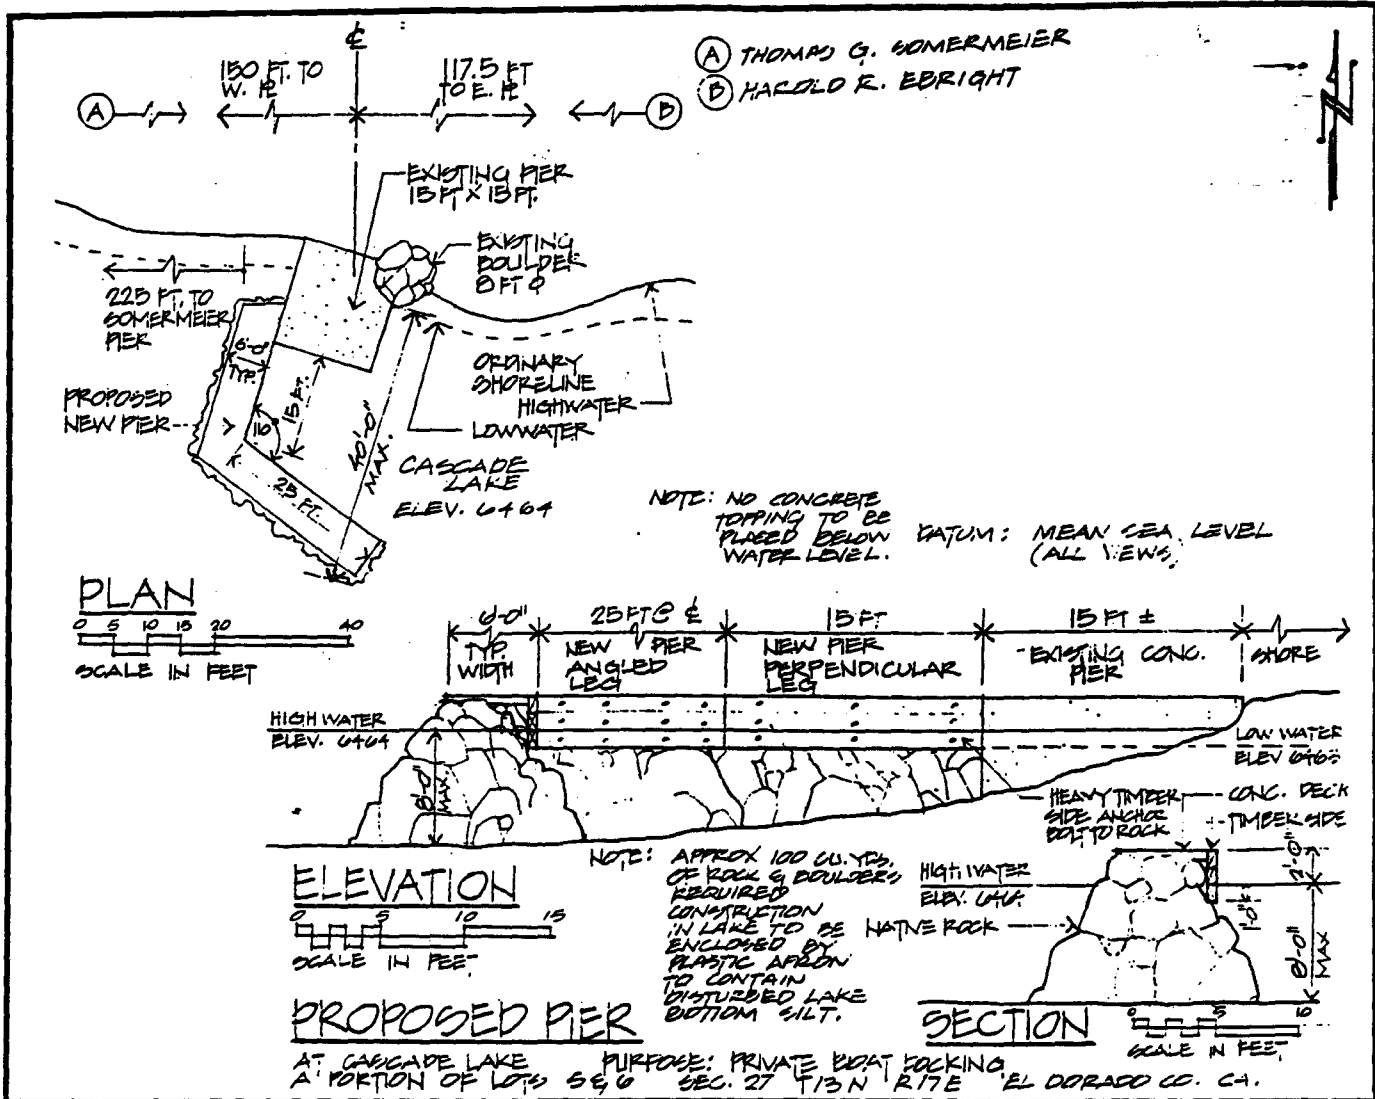 Ⓐ THOMAS G. SOMERMEIER
Ⓑ HAROLD R. EBRIGHT
℄
150 FT. TO
W. ℙL
117.5 FT
TO E. ℙL
A
B
EXISTING PIER
15 FT X 15 FT.
EXISTING
BOULDER
8 FT ϕ
225 FT. TO
SOMERMEIER
PIER
6'-0"
TYP.
PROPOSED
NEW PIER
116°
15 FT.
25 FT.
40'-0"
MAX.
ORDINARY
SHORELINE
HIGHWATER
LOWWATER
CASCADE
LAKE
ELEV. 6464
NOTE: NO CONCRETE
TOPPING TO BE
PLACED BELOW
WATER LEVEL.
DATUM: MEAN SEA LEVEL
(ALL VIEWS)
PLAN
0 5 10 15 20 40
SCALE IN FEET
6'-0"
TYP.
WIDTH
25 FT @ ℄
NEW PIER
ANGLED
LEG
15 FT
NEW PIER
PERPENDICULAR
LEG
15 FT ±
EXISTING CONC.
PIER
SHORE
HIGH WATER
ELEV. 6464
8'-0"
MAX
LOW WATER
ELEV
HEAVY TIMBER
SIDE ANCHOR
BOLT TO ROCK
CONC. DECK
TIMBER SIDE
ELEVATION
0 5 10 15
SCALE IN FEET
NOTE: APPROX 100 CU. YDS.
OF ROCK & BOULDERS
REQUIRED
CONSTRUCTION
IN LAKE TO BE
ENCLOSED BY
PLASTIC APRON
TO CONTAIN
DISTURBED LAKE
BOTTOM SILT.
HIGH WATER
ELEV.
NATIVE ROCK
2'-0"
1'-0"
8'-0"
MAX
SECTION
0 5 10
SCALE IN FEET
PROPOSED PIER
AT CASCADE LAKE PURPOSE: PRIVATE BOAT DOCKING
A PORTION OF LOTS 5 & 6 SEC. 27 T13N R17E EL DORADO CO. CA.